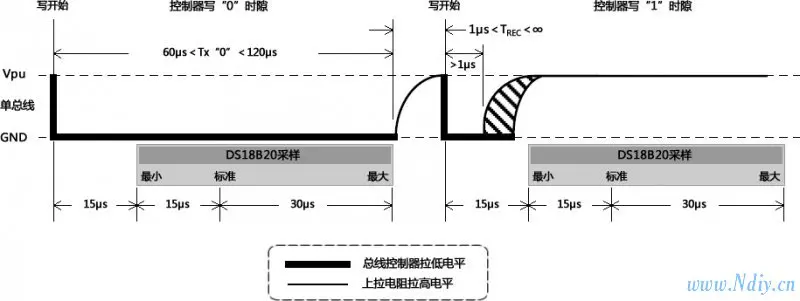 写开始 控制器写“0”时隙 写开始 控制器写“1”时隙
1μs<TREC<∞
60μs<Tx“0”<120μs
>1μs
Vpu
单总线
GND
DS18B20采样 DS18B20采样
最小 标准 最大 最小 标准 最大
15μs 15μs 30μs 15μs 15μs 30μs
总线控制器拉低电平
上拉电阻拉高电平
www.Ndiy.cn